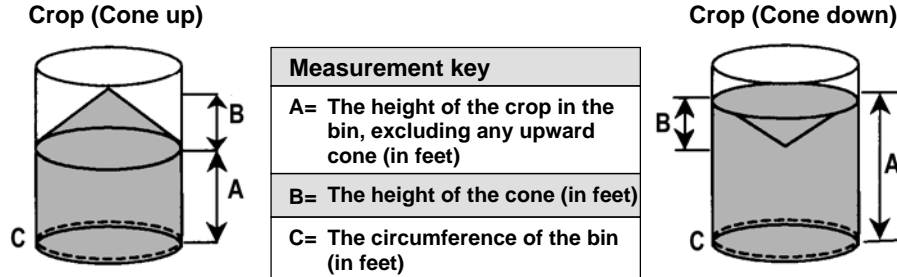 Crop (Cone up)
B
A
C
Measurement key
A= The height of the crop in the
bin, excluding any upward
cone (in feet)
B= The height of the cone (in feet)
C= The circumference of the bin
(in feet)
Crop (Cone down)
B
A
C